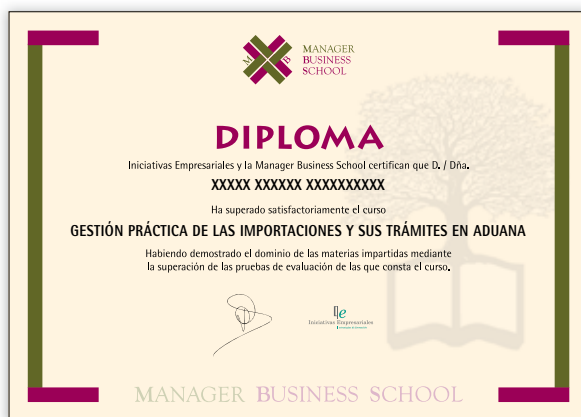 M B
MANAGER
BUSINESS
SCHOOL
DIPLOMA
Iniciativas Empresariales y la Manager Business School certifican que D. / Dña.
XXXXX XXXXXX XXXXXXXXXX
Ha superado satisfactoriamente el curso
GESTIÓN PRÁCTICA DE LAS IMPORTACIONES Y SUS TRÁMITES EN ADUANA
Habiendo demostrado el dominio de las materias impartidas mediante
la superación de las pruebas de evaluación de las que consta el curso.
Iniciativas Empresariales
MANAGER BUSINESS SCHOOL